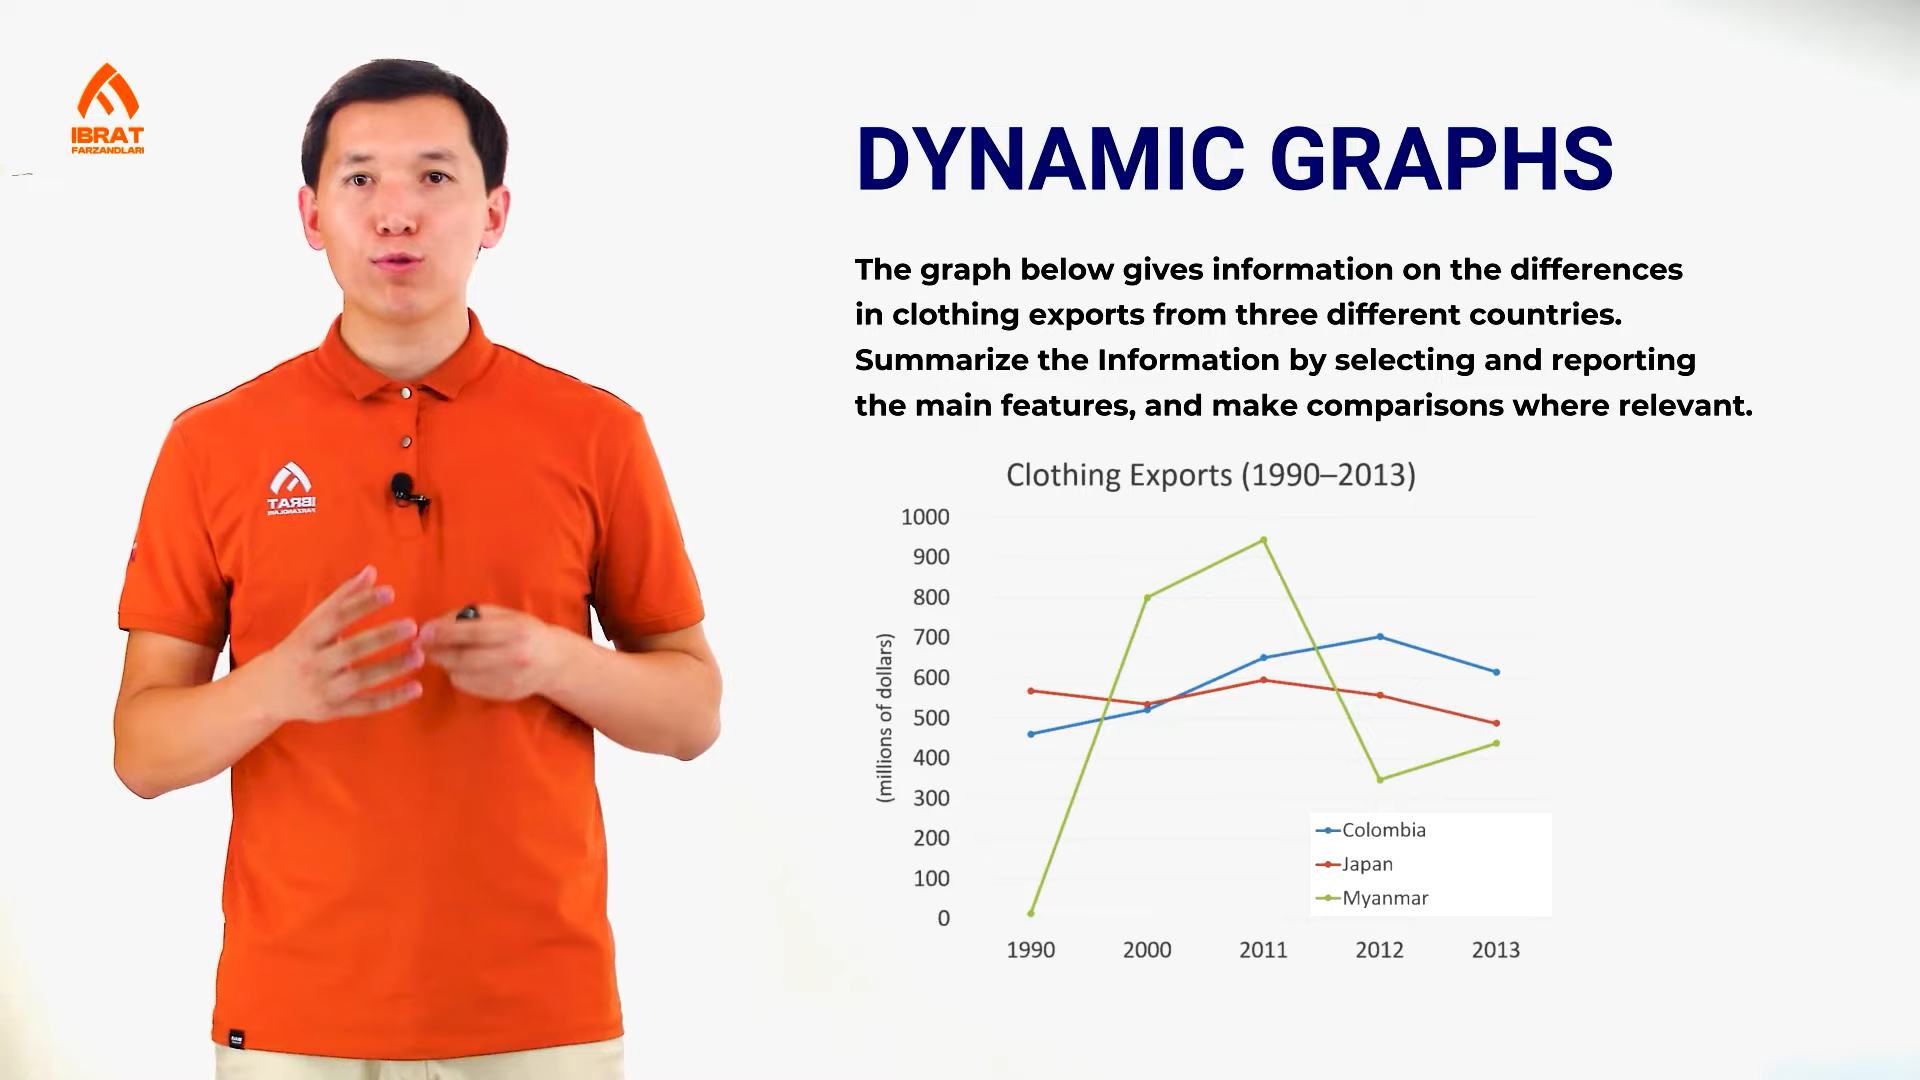 IBRAT
FARZANDLARI
DYNAMIC GRAPHS
The graph below gives information on the differences
in clothing exports from three different countries.
Summarize the Information by selecting and reporting
the main features, and make comparisons where relevant.
Clothing Exports (1990–2013)
(millions of dollars)
1000
900
800
700
600
500
400
300
200
100
0
1990 2000 2011 2012 2013
Colombia
Japan
Myanmar
IBRAT
FARZANDLARI